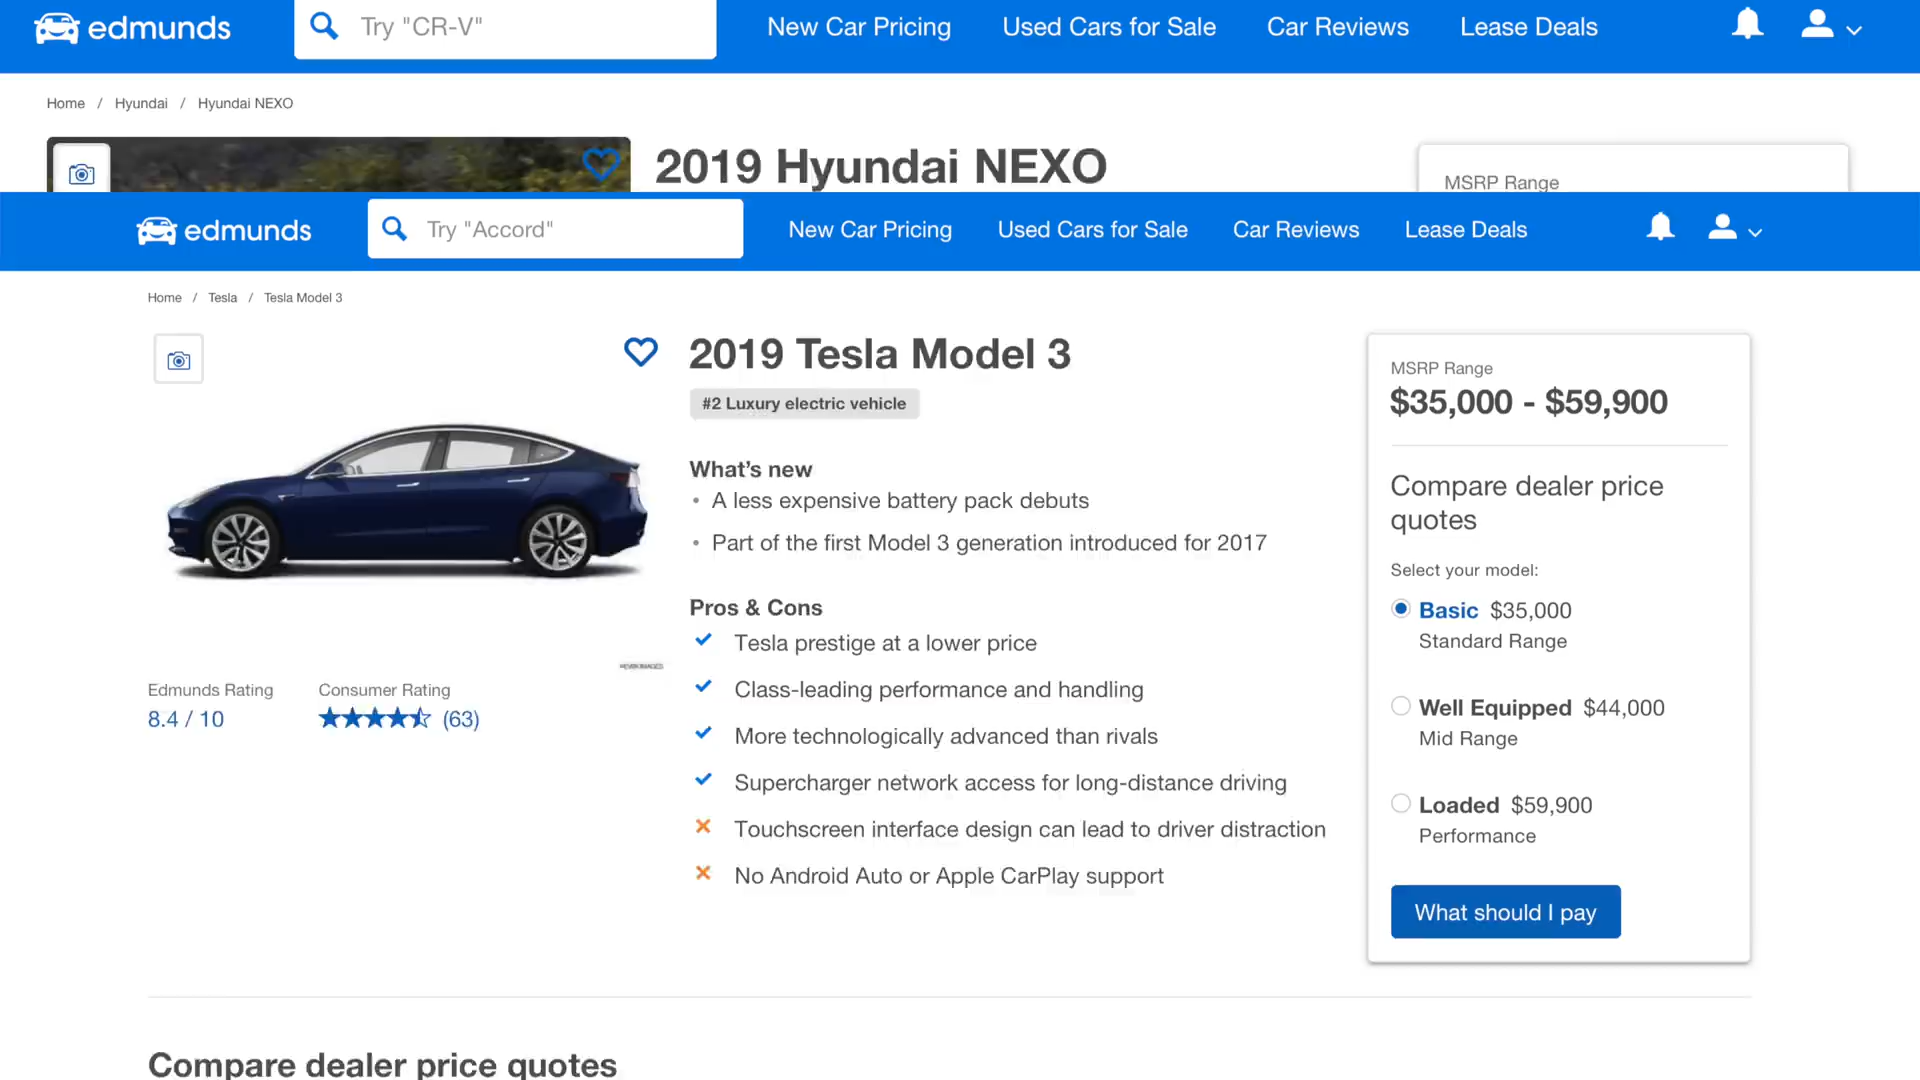 edmunds
Try "CR-V"
New Car Pricing
Used Cars for Sale
Car Reviews
Lease Deals
Home / Hyundai / Hyundai NEXO
2019 Hyundai NEXO
MSRP Range
edmunds
Try "Accord"
New Car Pricing
Used Cars for Sale
Car Reviews
Lease Deals
Home / Tesla / Tesla Model 3
2019 Tesla Model 3
#2 Luxury electric vehicle
What's new
• A less expensive battery pack debuts
• Part of the first Model 3 generation introduced for 2017
Pros & Cons
Tesla prestige at a lower price
Class-leading performance and handling
More technologically advanced than rivals
Supercharger network access for long-distance driving
Touchscreen interface design can lead to driver distraction
No Android Auto or Apple CarPlay support
Edmunds Rating
8.4 / 10
Consumer Rating
(63)
MSRP Range
$35,000 - $59,900
Compare dealer price
quotes
Select your model:
Basic $35,000
Standard Range
Well Equipped $44,000
Mid Range
Loaded $59,900
Performance
What should I pay
Compare dealer price quotes